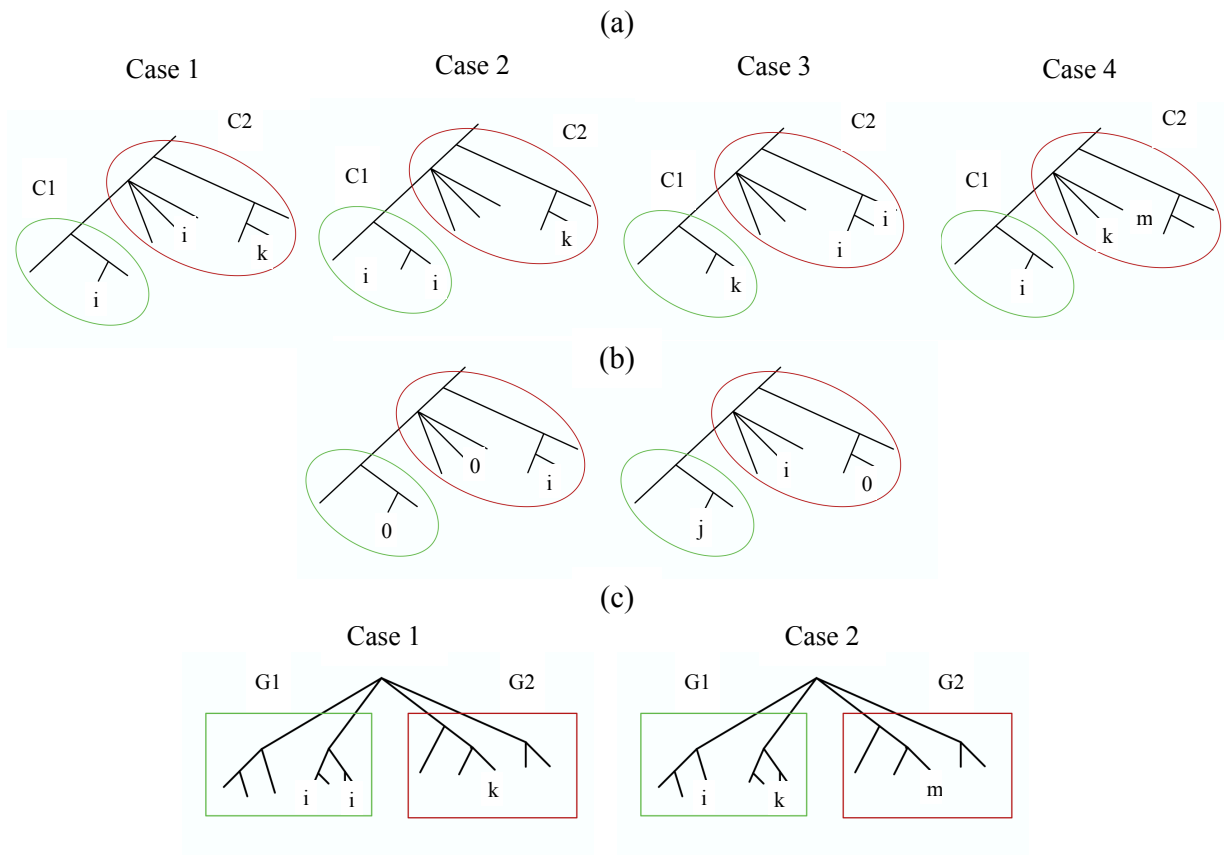 (a)
Case 1 Case 2 Case 3 Case 4
C1 C2 C1 C2 C1 C2 C1 C2
i i k
i i k
k i i
i k m
(b)
0 0 i
j i 0
(c)
Case 1 Case 2
G1 G2 G1 G2
i i k
i k m